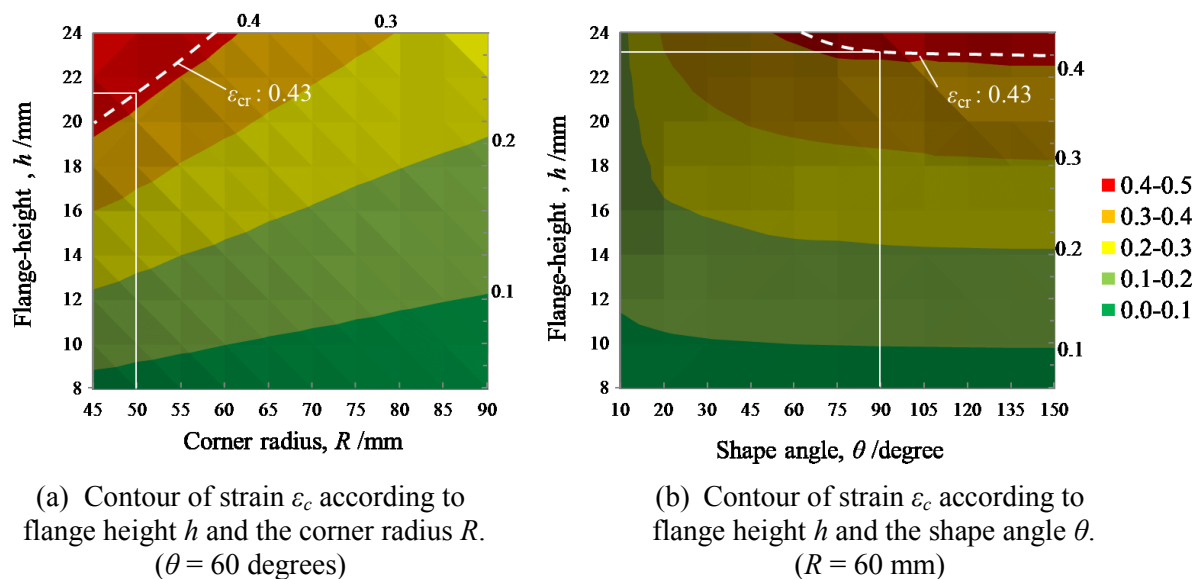 0.4
0.3
24
22
20
18
16
14
12
10
8
εcr : 0.43
0.2
0.1
45 50 55 60 65 70 75 80 85 90
Flange-height , h /mm
Corner radius, R /mm
(a) Contour of strain εc according to
flange height h and the corner radius R.
(θ = 60 degrees)
24
22
20
18
16
14
12
10
8
εcr : 0.43
0.4
0.3
0.2
0.1
10 20 30 45 60 75 90 105 120 135 150
Flange-height, h /mm
Shape angle, θ /degree
0.4-0.5
0.3-0.4
0.2-0.3
0.1-0.2
0.0-0.1
(b) Contour of strain εc according to
flange height h and the shape angle θ.
(R = 60 mm)